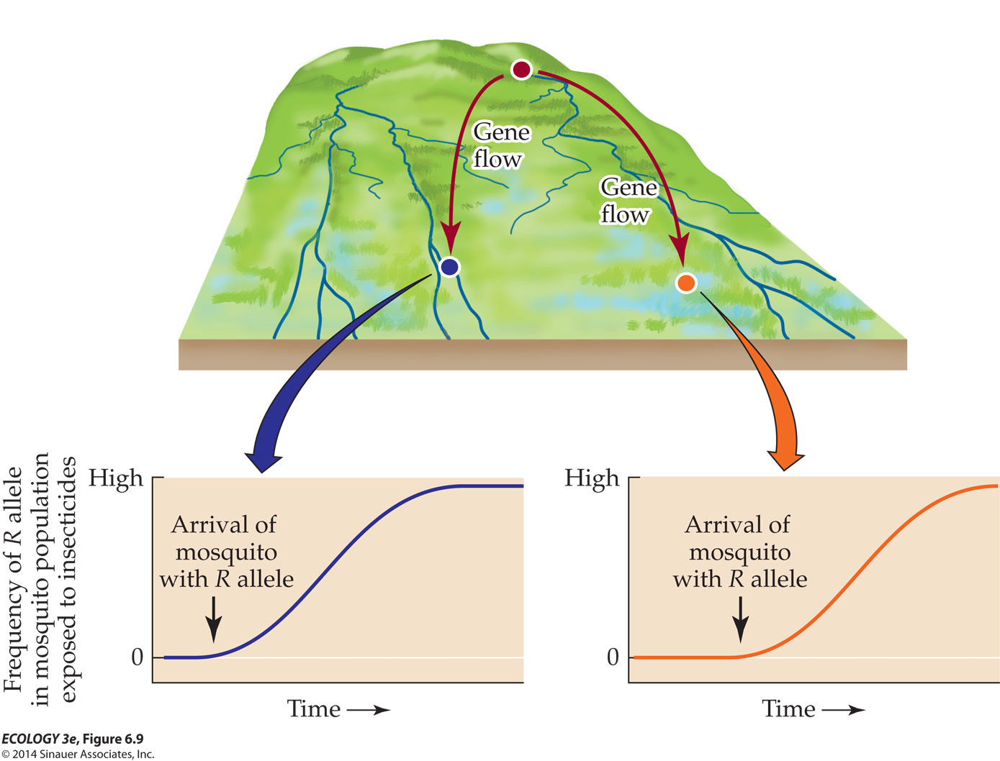 Gene
flow
Gene
flow
Frequency of R allele
in mosquito population
exposed to insecticides
High
Arrival of
mosquito
with R allele
0
Time
High
Arrival of
mosquito
with R allele
0
Time
ECOLOGY 3e, Figure 6.9
© 2014 Sinauer Associates, Inc.